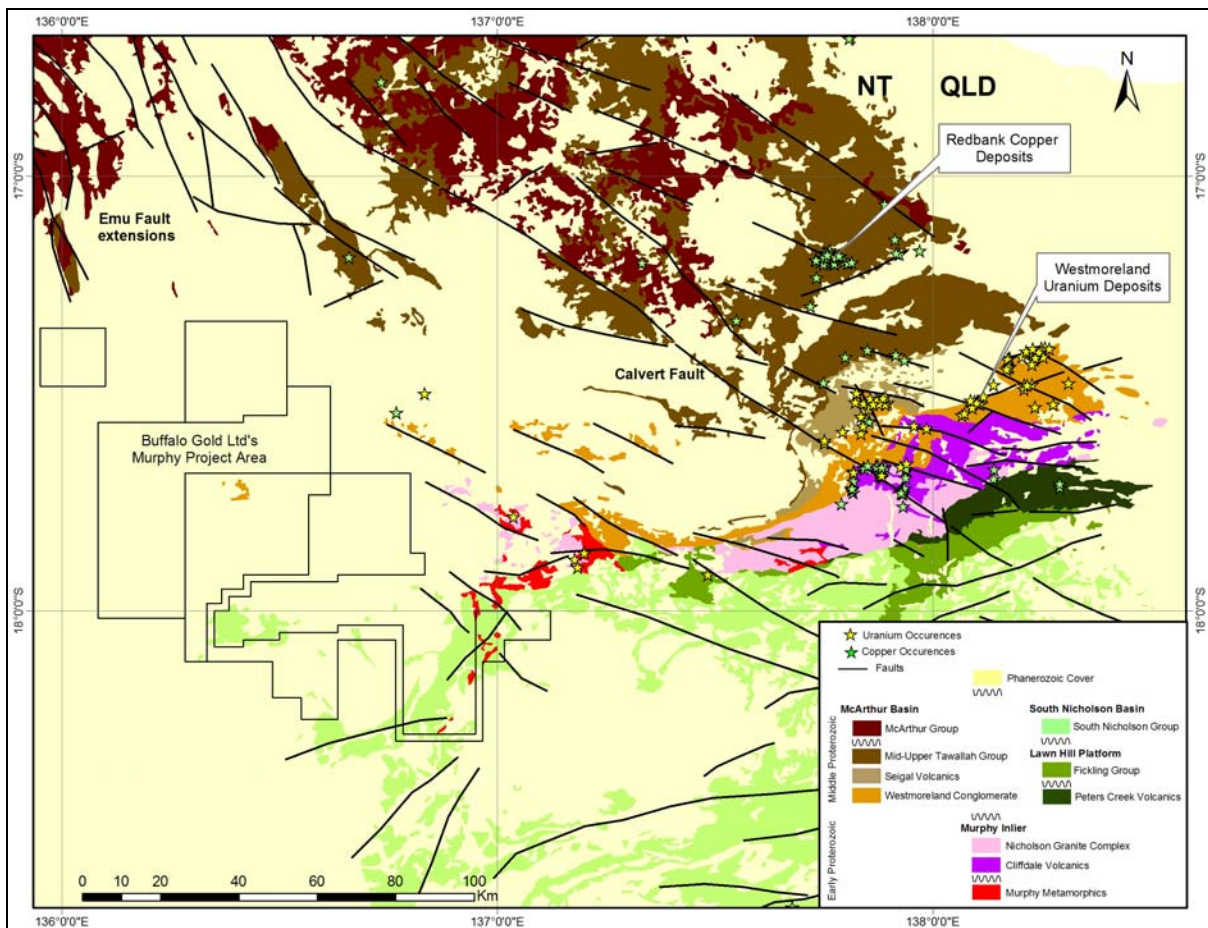 136°0'0"E
137°0'0"E
138°0'0"E
NT
QLD
N
Redbank Copper
Deposits
17°0'0"S
17°0'0"S
Emu Fault
extensions
Westmoreland
Uranium Deposits
Calvert Fault
Buffalo Gold Ltd's
Murphy Project Area
18°0'0"S
18°0'0"S
Uranium Occurences
Copper Occurences
Faults
Phanerozoic Cover
McArthur Basin
South Nicholson Basin
McArthur Group
South Nicholson Group
Middle Proterozoic
Lawn Hill Platform
Mid-Upper Tawallah Group
Fickling Group
Seigal Volcanics
Westmoreland Conglomerate
Peters Creek Volcanics
Early Proterozoic
Murphy Inlier
Nicholson Granite Complex
Cliffdale Volcanics
Murphy Metamorphics
0 10 20 40 60 80 100
Km
136°0'0"E
137°0'0"E
138°0'0"E